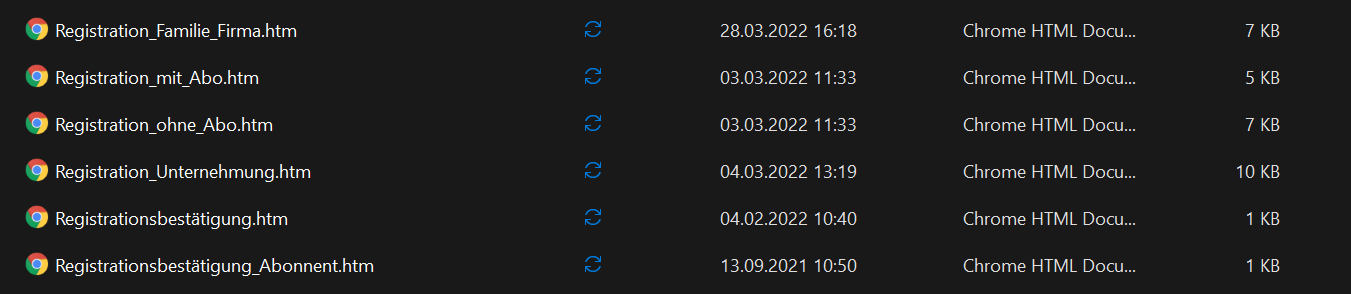 Registration_Familie_Firma.htm 28.03.2022 16:18 Chrome HTML Docu... 7 KB
Registration_mit_Abo.htm 03.03.2022 11:33 Chrome HTML Docu... 5 KB
Registration_ohne_Abo.htm 03.03.2022 11:33 Chrome HTML Docu... 7 KB
Registration_Unternehmung.htm 04.03.2022 13:19 Chrome HTML Docu... 10 KB
Registrationsbestätigung.htm 04.02.2022 10:40 Chrome HTML Docu... 1 KB
Registrationsbestätigung_Abonnent.htm 13.09.2021 10:50 Chrome HTML Docu... 1 KB